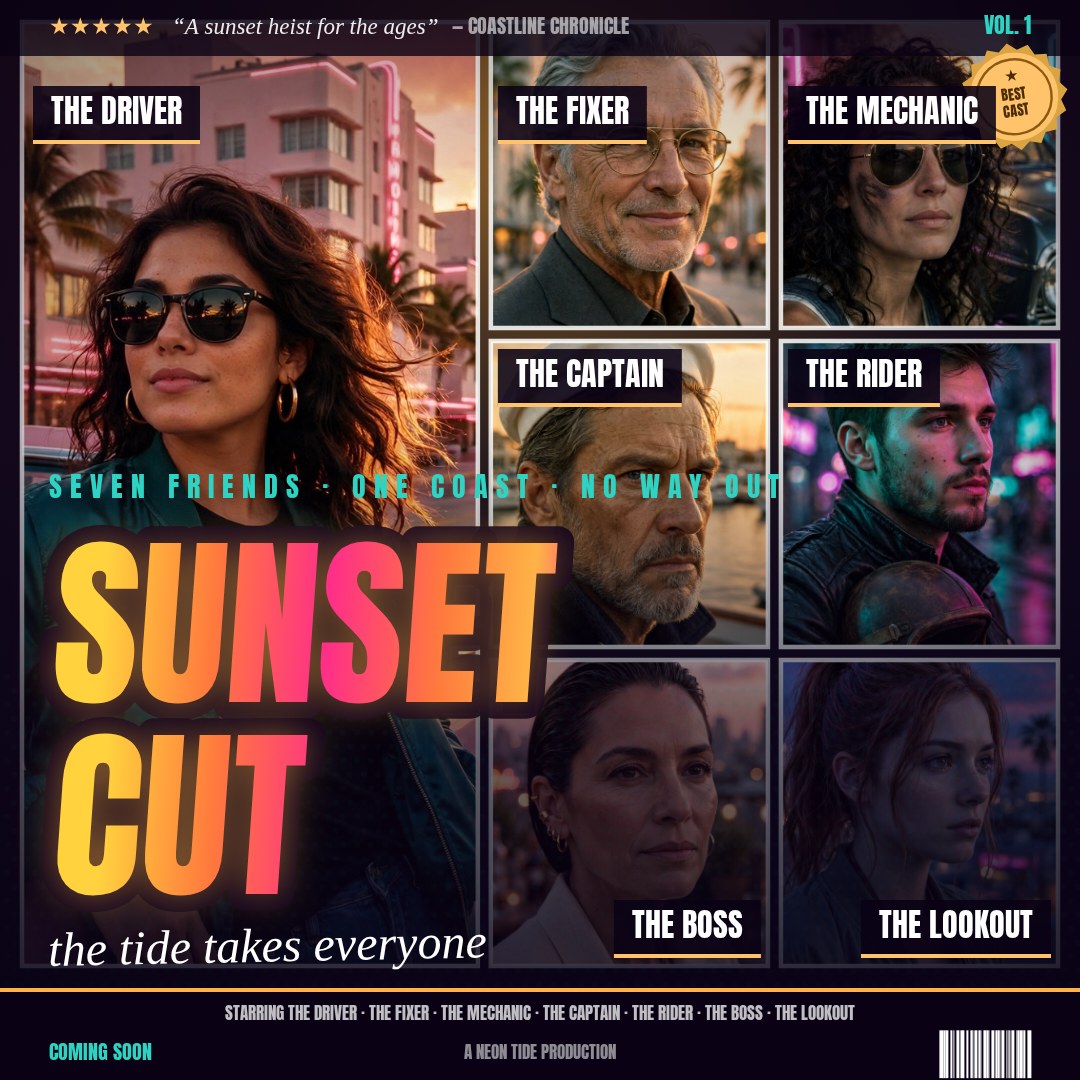 ★★★★★ “A sunset heist for the ages” — COASTLINE CHRONICLE
VOL. 1
★
BEST
CAST
THE DRIVER
THE FIXER
THE MECHANIC
THE CAPTAIN
THE RIDER
SEVEN FRIENDS · ONE COAST · NO WAY OUT
SUNSET
CUT
the tide takes everyone
THE BOSS
THE LOOKOUT
STARRING THE DRIVER · THE FIXER · THE MECHANIC · THE CAPTAIN · THE RIDER · THE BOSS · THE LOOKOUT
COMING SOON
A NEON TIDE PRODUCTION